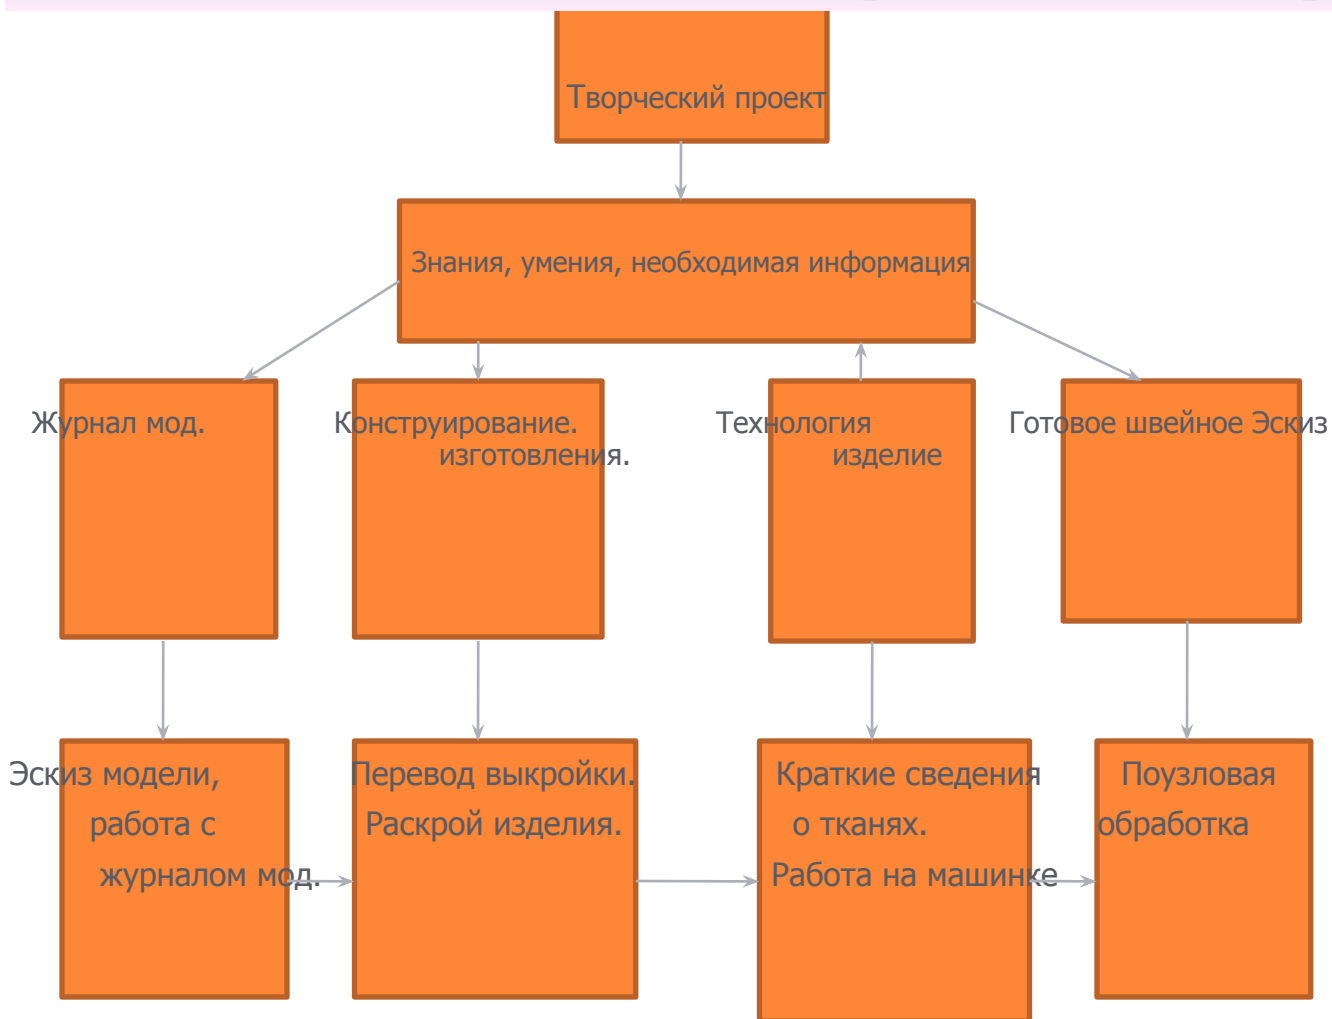 Творческий проект
Знания, умения, необходимая информация
Журнал мод. Конструирование. Технология Готовое швейное Эскиз
изготовления. изделие
Эскиз модели, Перевод выкройки. Краткие сведения Поузловая
работа с Раскрой изделия. о тканях. обработка
журналом мод. Работа на машинке